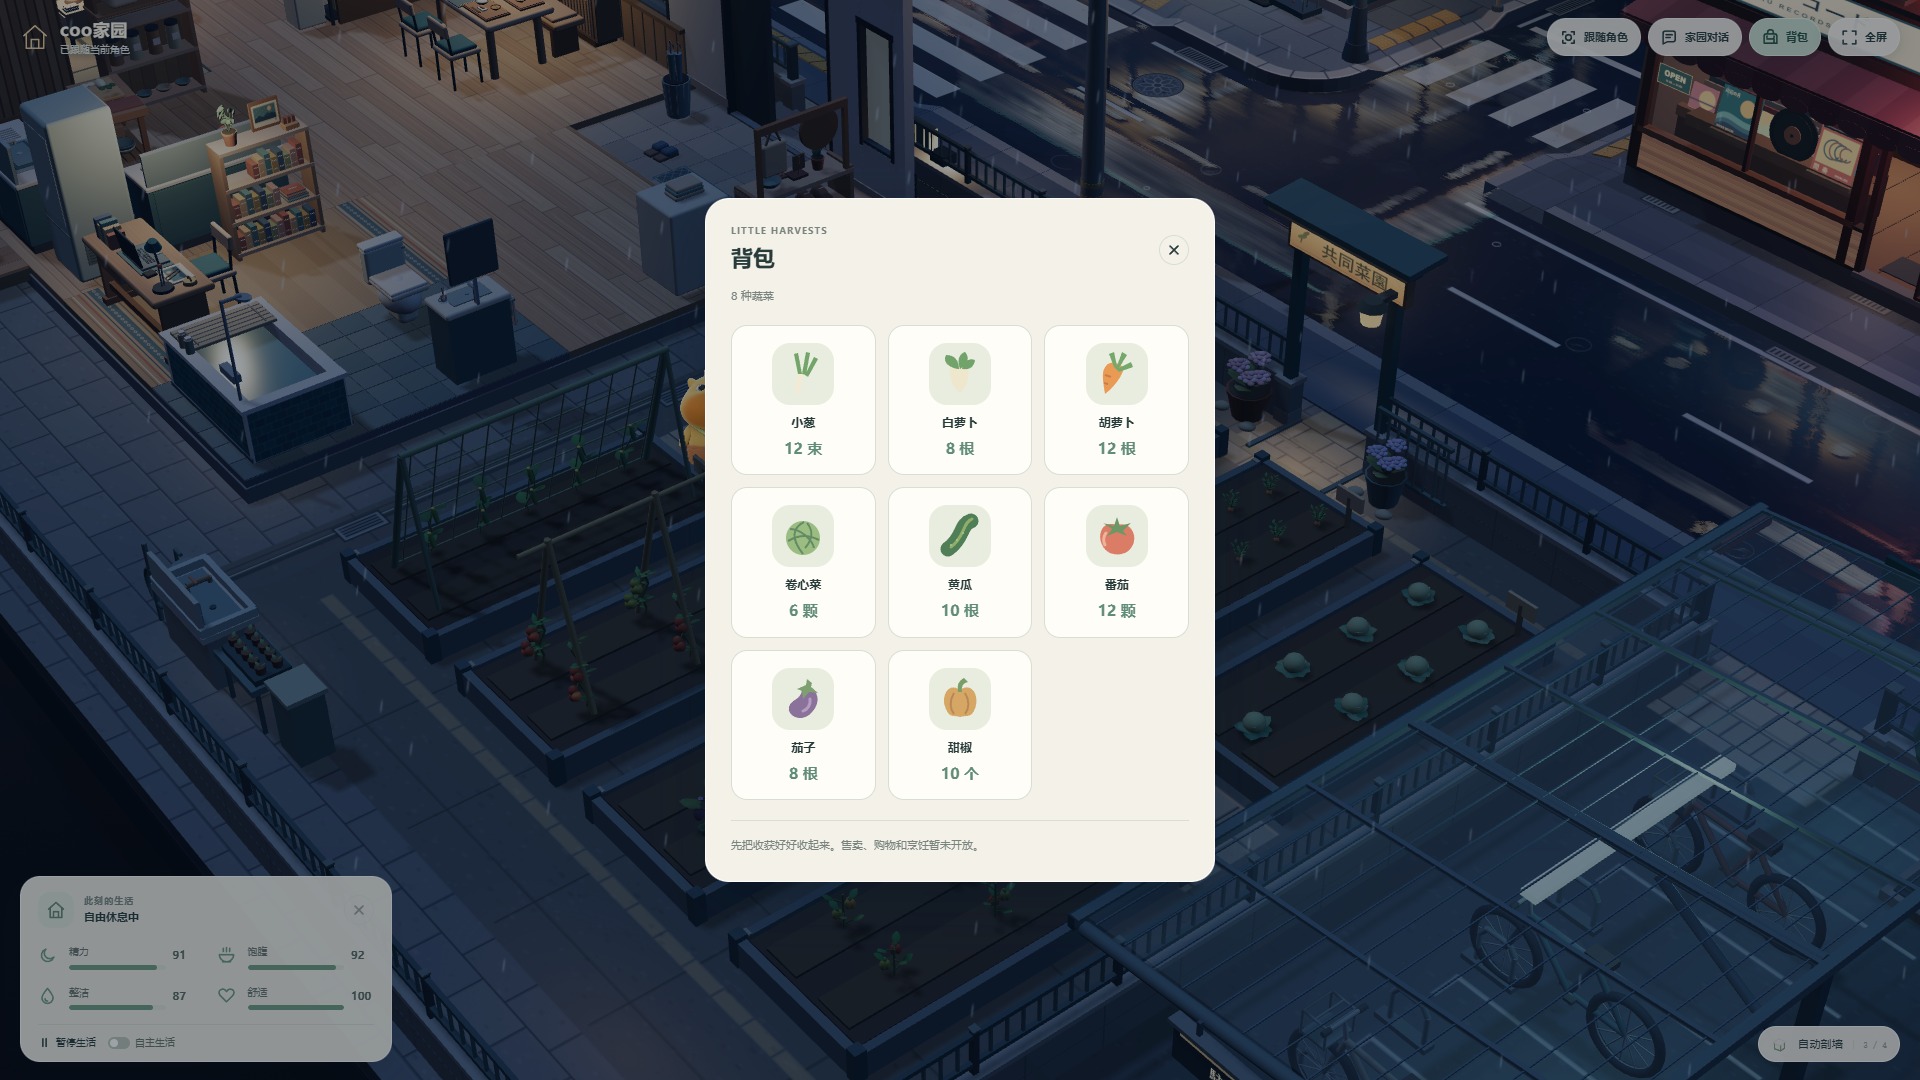 coo家园
已跟随当前角色
跟随角色
家园对话
背包
全屏
OPEN
共同菜園
LITTLE HARVESTS
背包
8 种蔬菜
小葱
12 束
白萝卜
8 根
胡萝卜
12 根
卷心菜
6 颗
黄瓜
10 根
番茄
12 颗
茄子
8 根
甜椒
10 个
先把收获好好收起来。售卖、购物和烹饪暂未开放。
此刻的生活
自由休息中
精力
91
饱腹
92
整洁
87
舒适
100
暂停生活
自主生活
自动剖墙
3 / 4